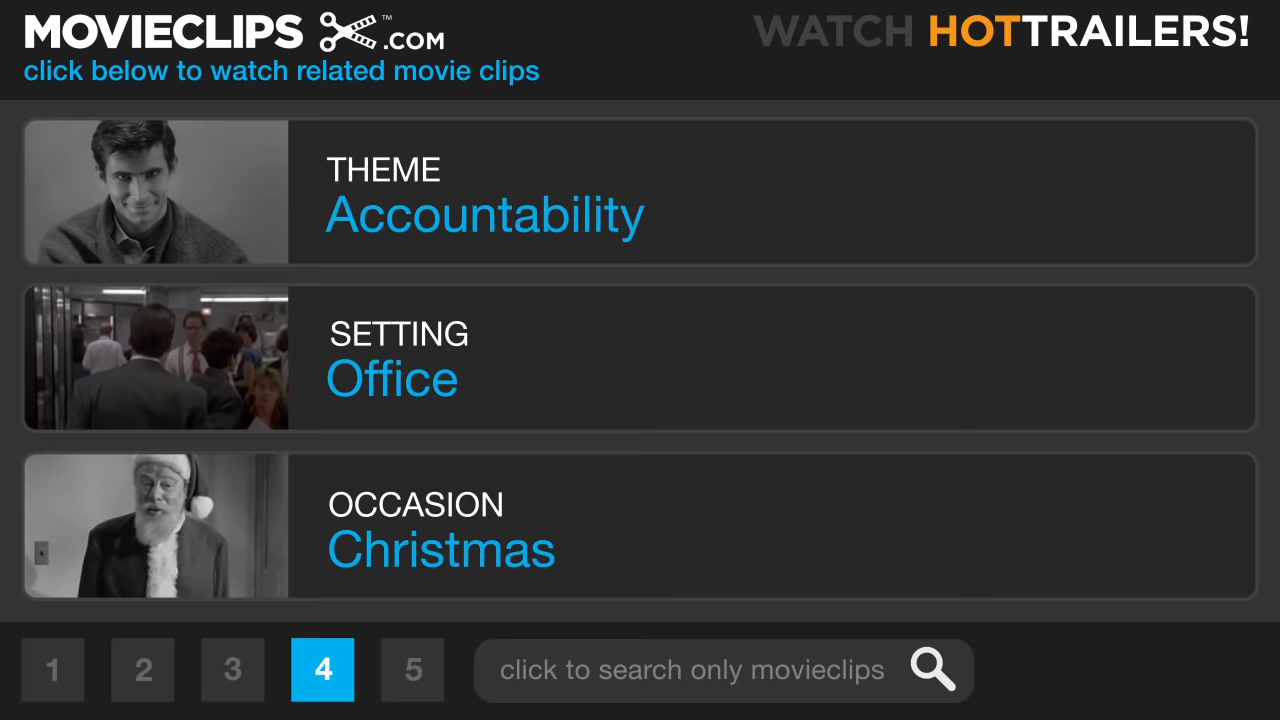 MOVIECLIPS™.COM
WATCH HOTTRAILERS!
click below to watch related movie clips
THEME
Accountability
SETTING
Office
OCCASION
Christmas
1 2 3 4 5
click to search only movieclips